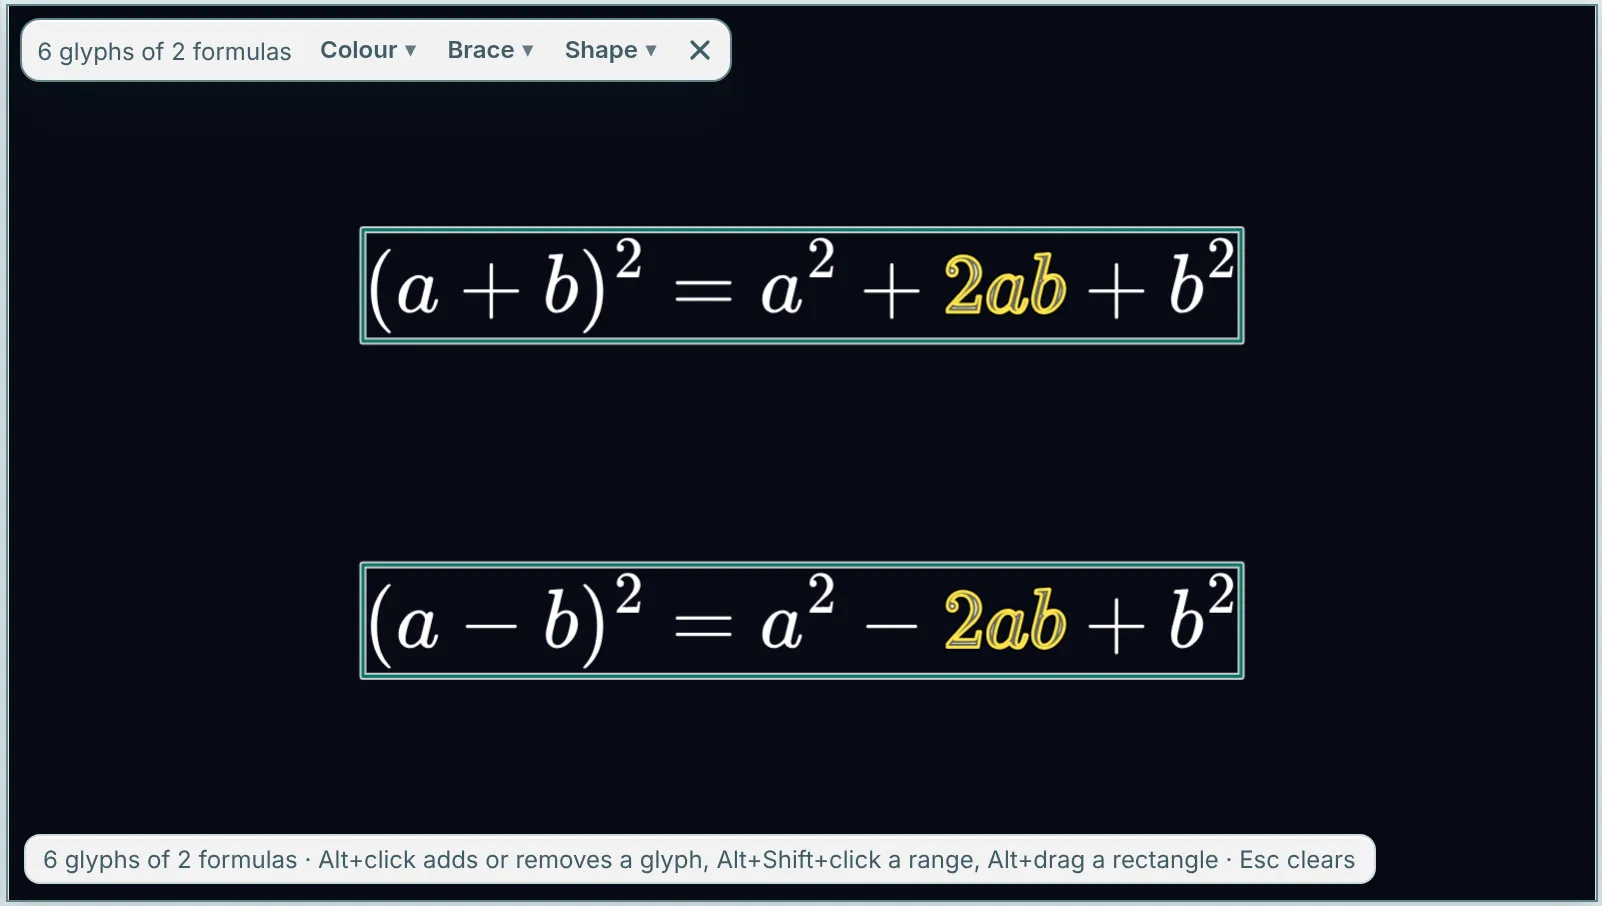 6 glyphs of 2 formulas Colour ▾ Brace ▾ Shape ▾ ✕
(a + b)² = a² + 2ab + b²
(a − b)² = a² − 2ab + b²
6 glyphs of 2 formulas · Alt+click adds or removes a glyph, Alt+Shift+click a range, Alt+drag a rectangle · Esc clears